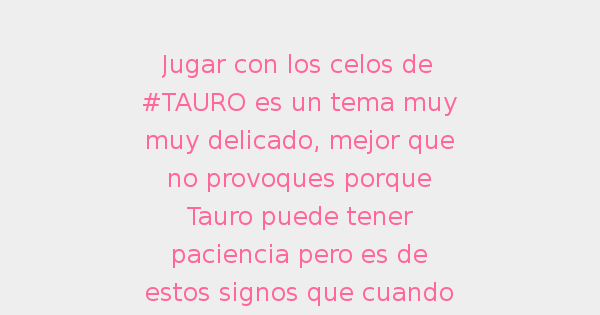 Jugar con los celos de
#TAURO es un tema muy
muy delicado, mejor que
no provoques porque
Tauro puede tener
paciencia pero es de
estos signos que cuando